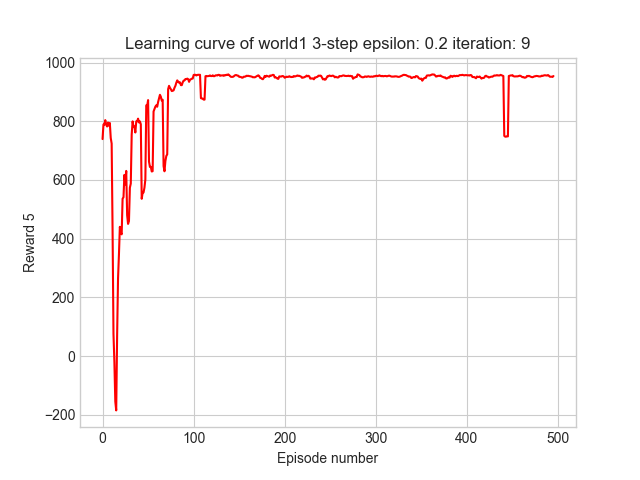 Learning curve of world1 3-step epsilon: 0.2 iteration: 9
1000
800
600
400
200
0
−200
Reward 5
0 100 200 300 400 500
Episode number